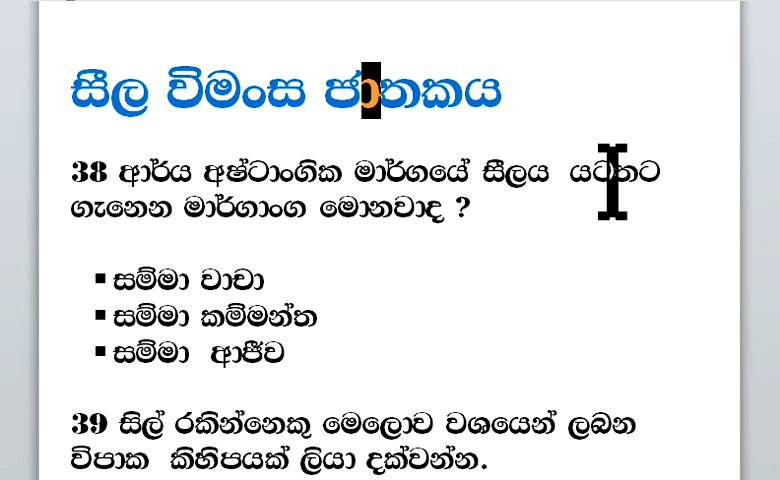 සීල විමංස ජාතකය
38 ආර්ය අෂ්ටාංගික මාර්ගයේ සීලය යටතට
ගැනෙන මාර්ගාංග මොනවාද ?
▪ සම්මා වාචා
▪ සම්මා කම්මන්ත
▪ සම්මා ආජීව
39 සිල් රකින්නෙකු මෙලොව වශයෙන් ලබන
විපාක කිහිපයක් ලියා දක්වන්න.